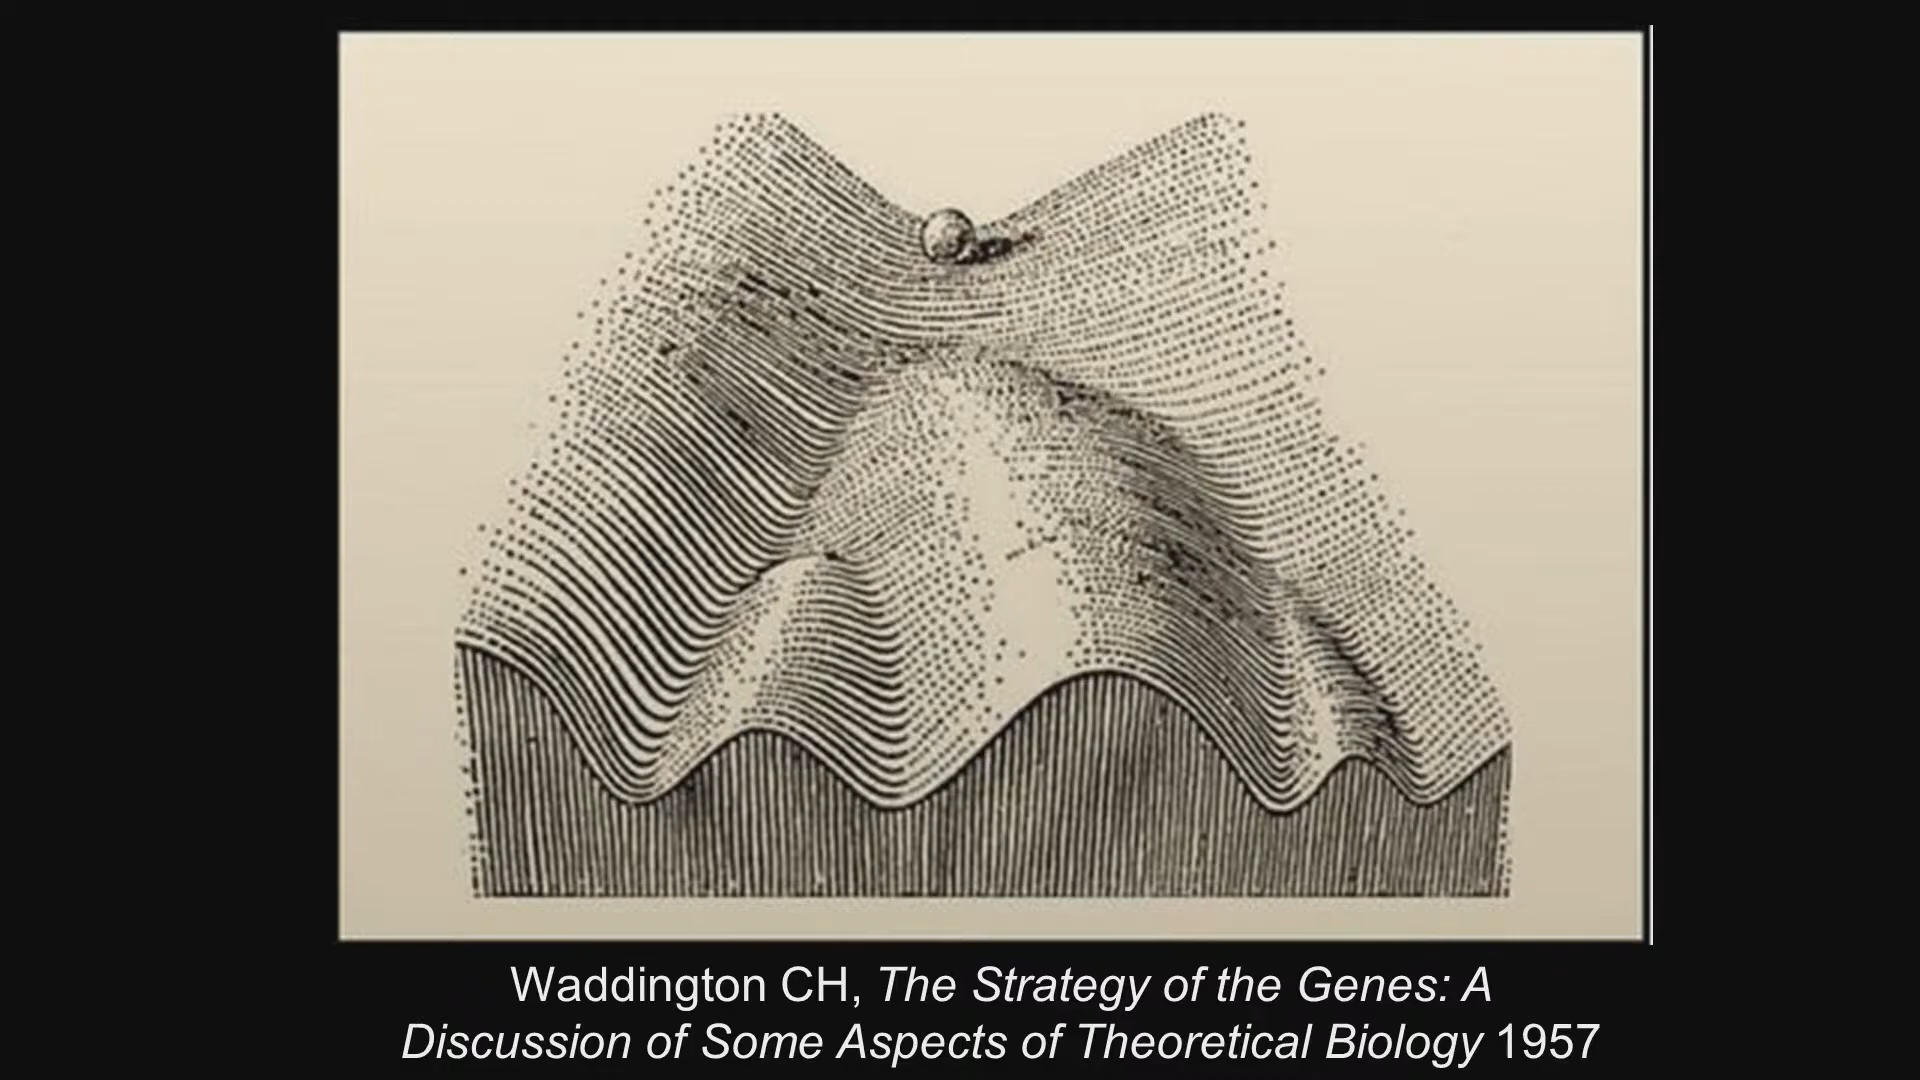 Waddington CH, The Strategy of the Genes: A
Discussion of Some Aspects of Theoretical Biology 1957